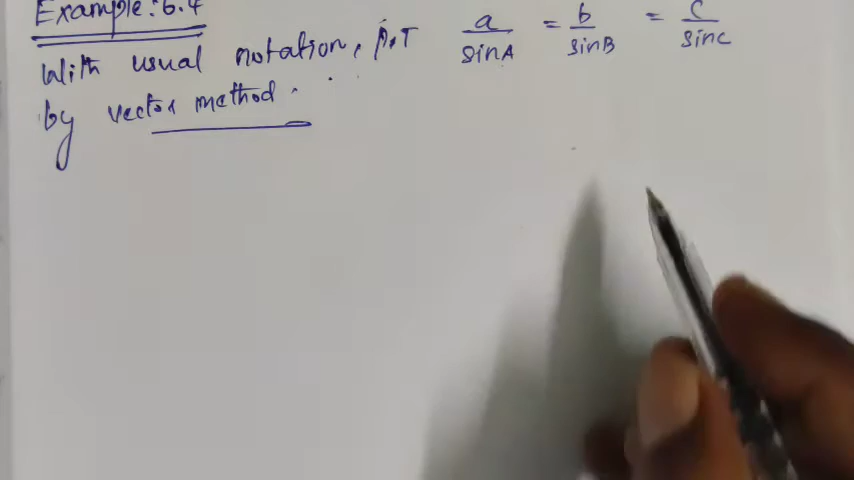 Example: 6.4
With usual notation, P.T a/sinA = b/sinB = c/sinC
by vector method.